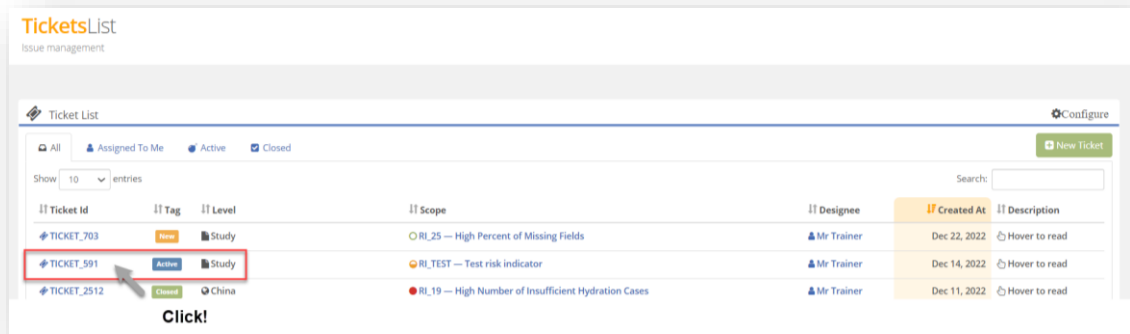 TicketsList
Issue management
Ticket List
Configure
All Assigned To Me Active Closed
New Ticket
Show 10 entries
Search:
Ticket Id Tag Level Scope Designee Created At Description
TICKET_703 New Study RI_25 — High Percent of Missing Fields Mr Trainer Dec 22, 2022 Hover to read
TICKET_591 Active Study RI_TEST — Test risk indicator Mr Trainer Dec 14, 2022 Hover to read
TICKET_2512 Closed China RI_19 — High Number of Insufficient Hydration Cases Mr Trainer Dec 11, 2022 Hover to read
Click!